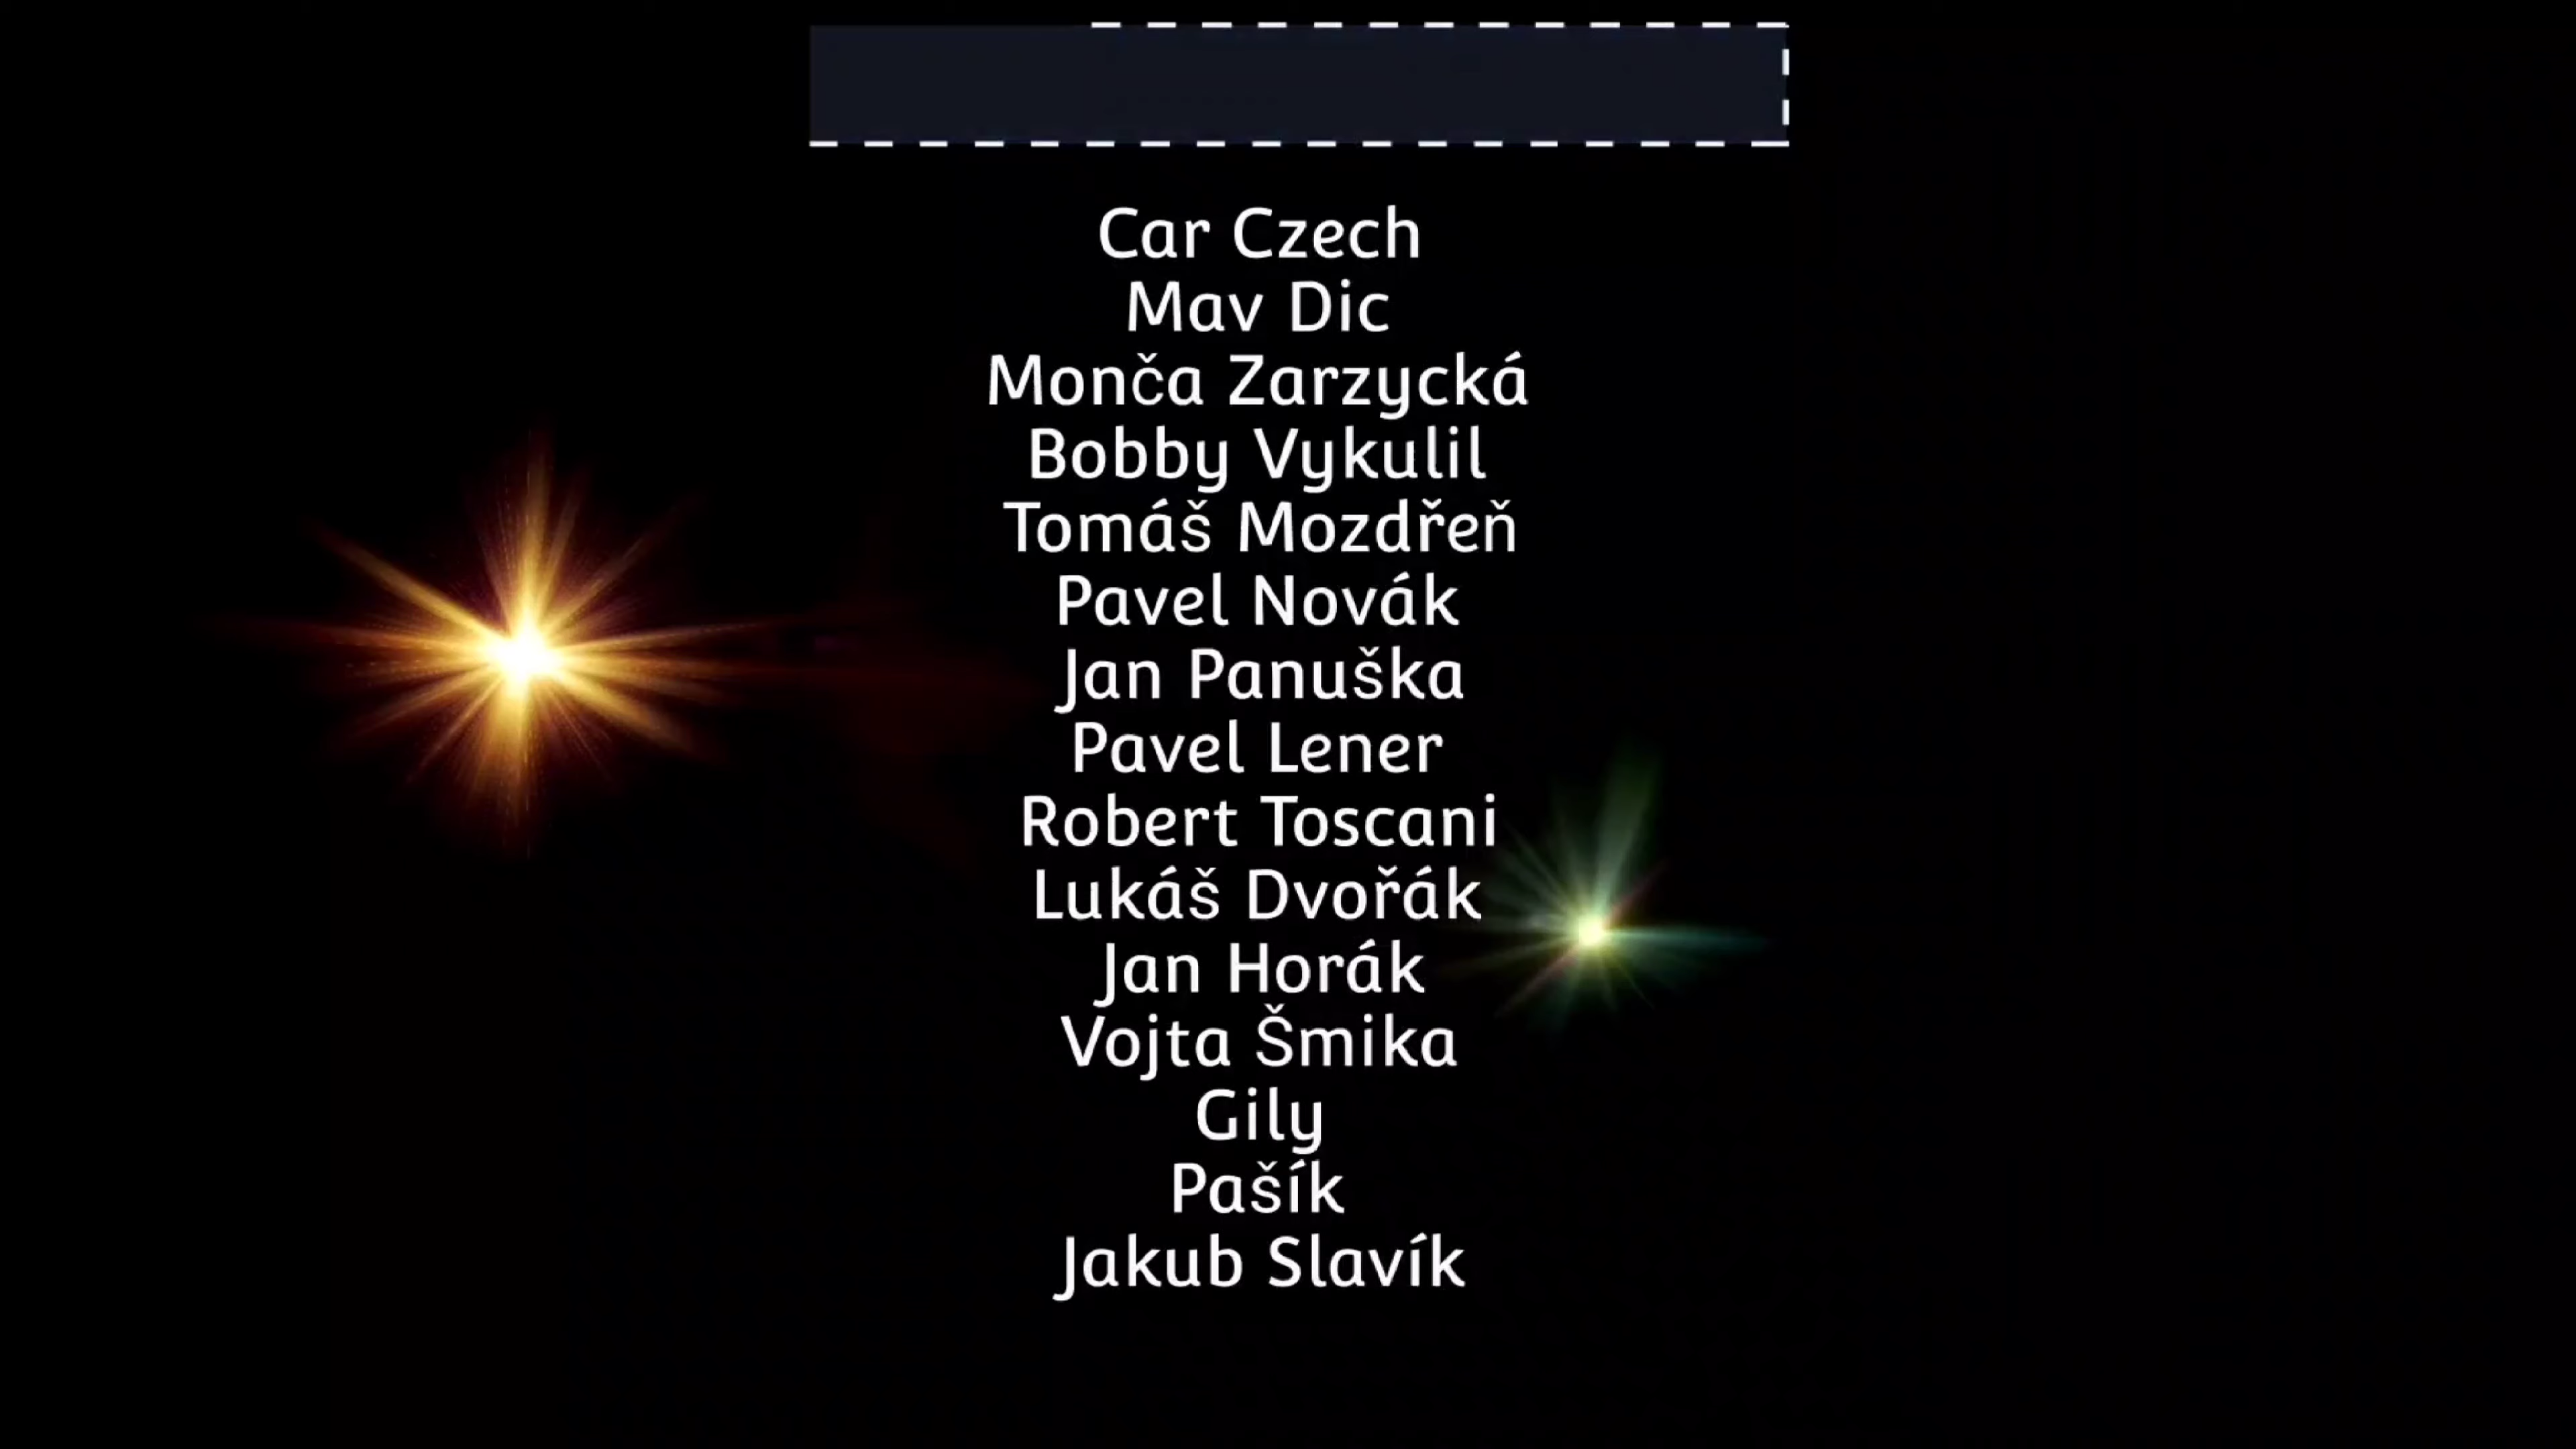 Car Czech
Mav Dic
Monča Zarzycká
Bobby Vykulil
Tomáš Mozdřeň
Pavel Novák
Jan Panuška
Pavel Lener
Robert Toscani
Lukáš Dvořák
Jan Horák
Vojta Šmika
Gily
Pašík
Jakub Slavík